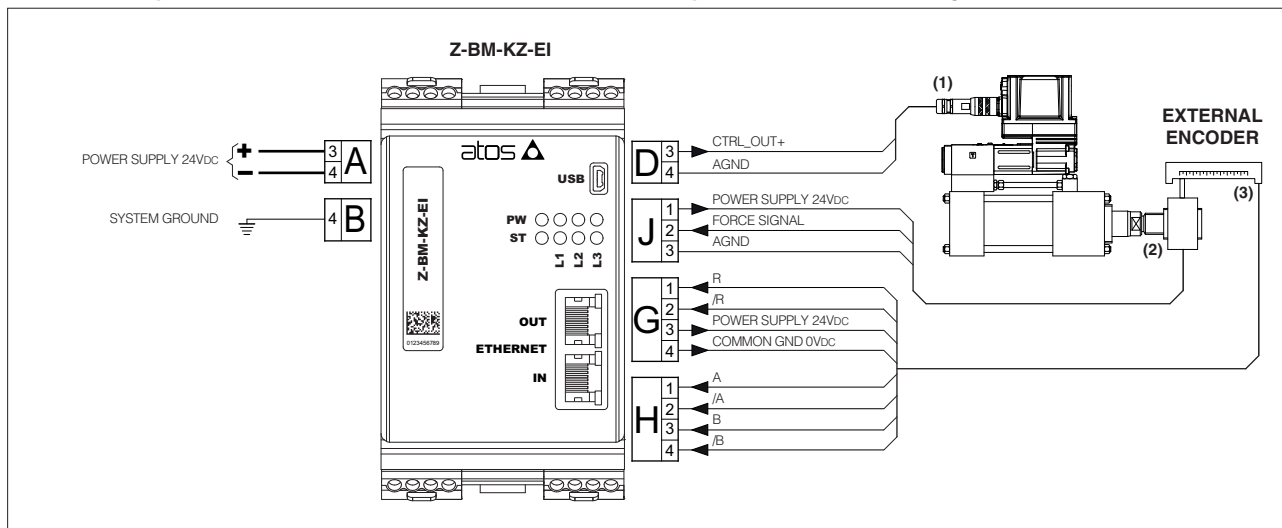 Z-BM-KZ-EI
POWER SUPPLY 24VDC
+
−
3
4
A
SYSTEM GROUND
4
B
atos
USB
PW
ST
L1 L2 L3
Z-BM-KZ-EI
0123456789
OUT
ETHERNET
IN
D
3 CTRL_OUT+
4 AGND
J
1 POWER SUPPLY 24VDC
2 FORCE SIGNAL
3 AGND
G
1 R
2 /R
3 POWER SUPPLY 24VDC
4 COMMON GND 0VDC
H
1 A
2 /A
3 B
4 /B
(1)
EXTERNAL
ENCODER
(3)
(2)